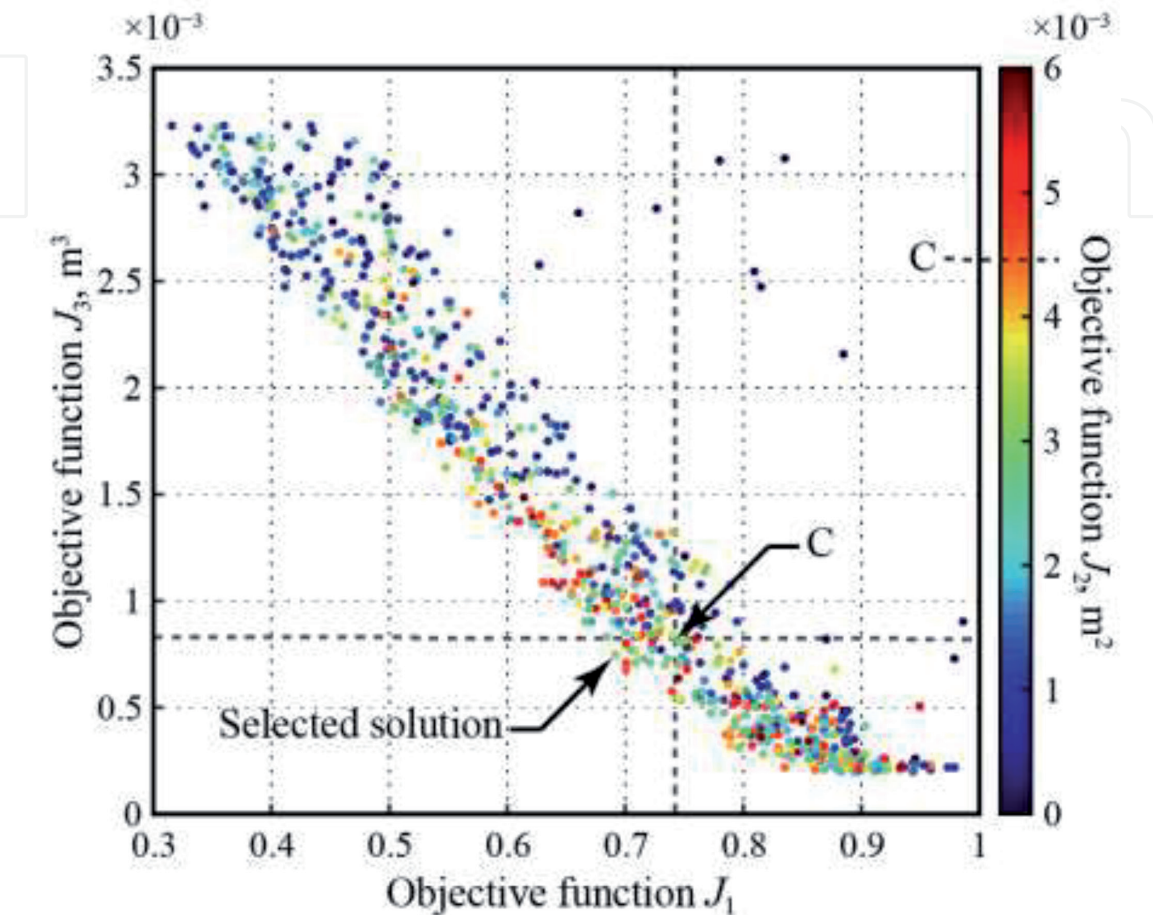 ×10⁻³
×10⁻³
3.5
3
2.5
2
1.5
1
0.5
0
Objective function J₃, m³
0.3 0.4 0.5 0.6 0.7 0.8 0.9 1
Objective function J₁
C
C
Selected solution
6
5
4
3
2
1
0
Objective function J₂, m²